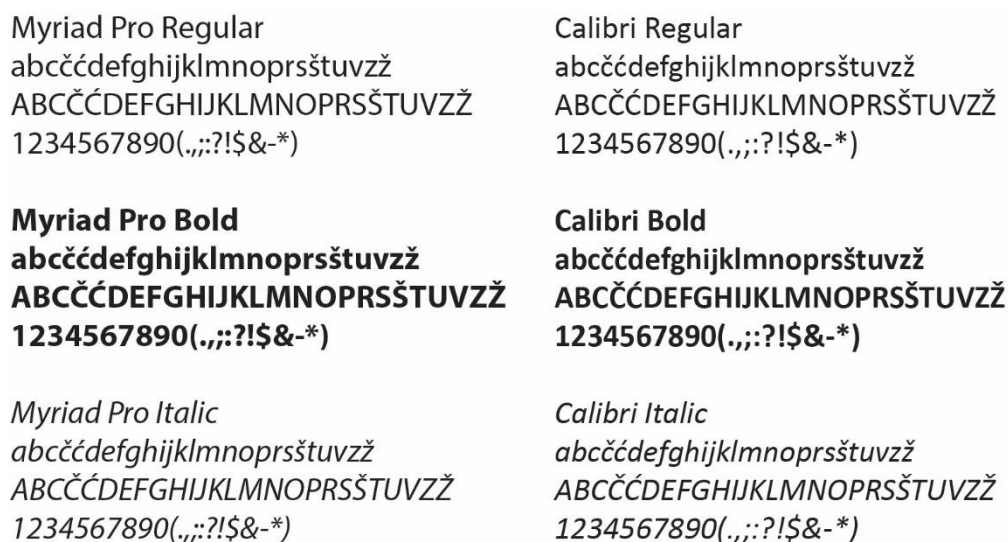 Myriad Pro Regular
abcčćdefghijklmnoprsštuvzž
ABCČĆDEFGHIJKLMNOPRSŠTUVZŽ
1234567890(.,;:?!$&-*)
Myriad Pro Bold
abcčćdefghijklmnoprsštuvzž
ABCČĆDEFGHIJKLMNOPRSŠTUVZŽ
1234567890(.,;:?!$&-*)
Myriad Pro Italic
abcčćdefghijklmnoprsštuvzž
ABCČĆDEFGHIJKLMNOPRSŠTUVZŽ
1234567890(.,;:?!$&-*)
Calibri Regular
abcčćdefghijklmnoprsštuvzž
ABCČĆDEFGHIJKLMNOPRSŠTUVZŽ
1234567890(.,;:?!$&-*)
Calibri Bold
abcčćdefghijklmnoprsštuvzž
ABCČĆDEFGHIJKLMNOPRSŠTUVZŽ
1234567890(.,;:?!$&-*)
Calibri Italic
abcčćdefghijklmnoprsštuvzž
ABCČĆDEFGHIJKLMNOPRSŠTUVZŽ
1234567890(.,;:?!$&-*)